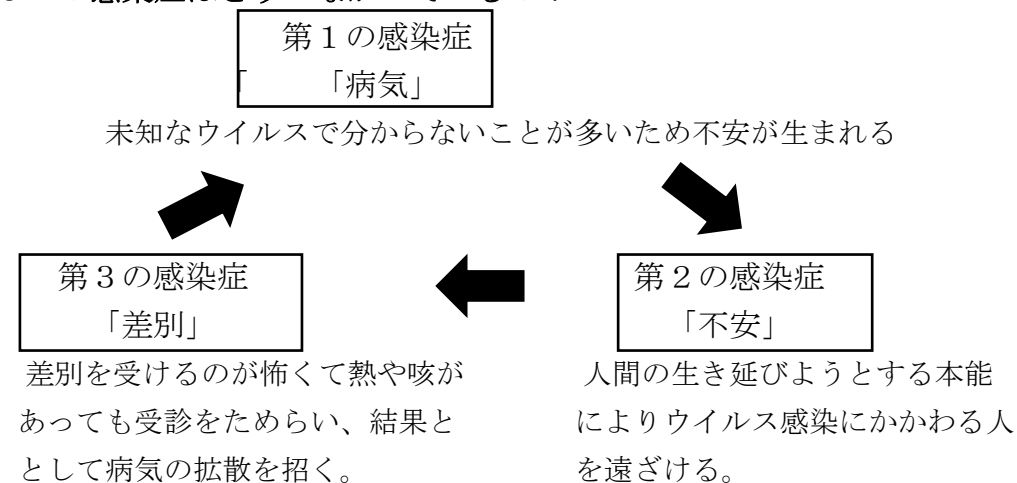 第１の感染症
「病気」
未知なウイルスで分からないことが多いため不安が生まれる
第３の感染症
「差別」
第２の感染症
「不安」
差別を受けるのが怖くて熱や咳が
あっても受診をためらい、結果と
として病気の拡散を招く。
人間の生き延びようとする本能
によりウイルス感染にかかわる人
を遠ざける。